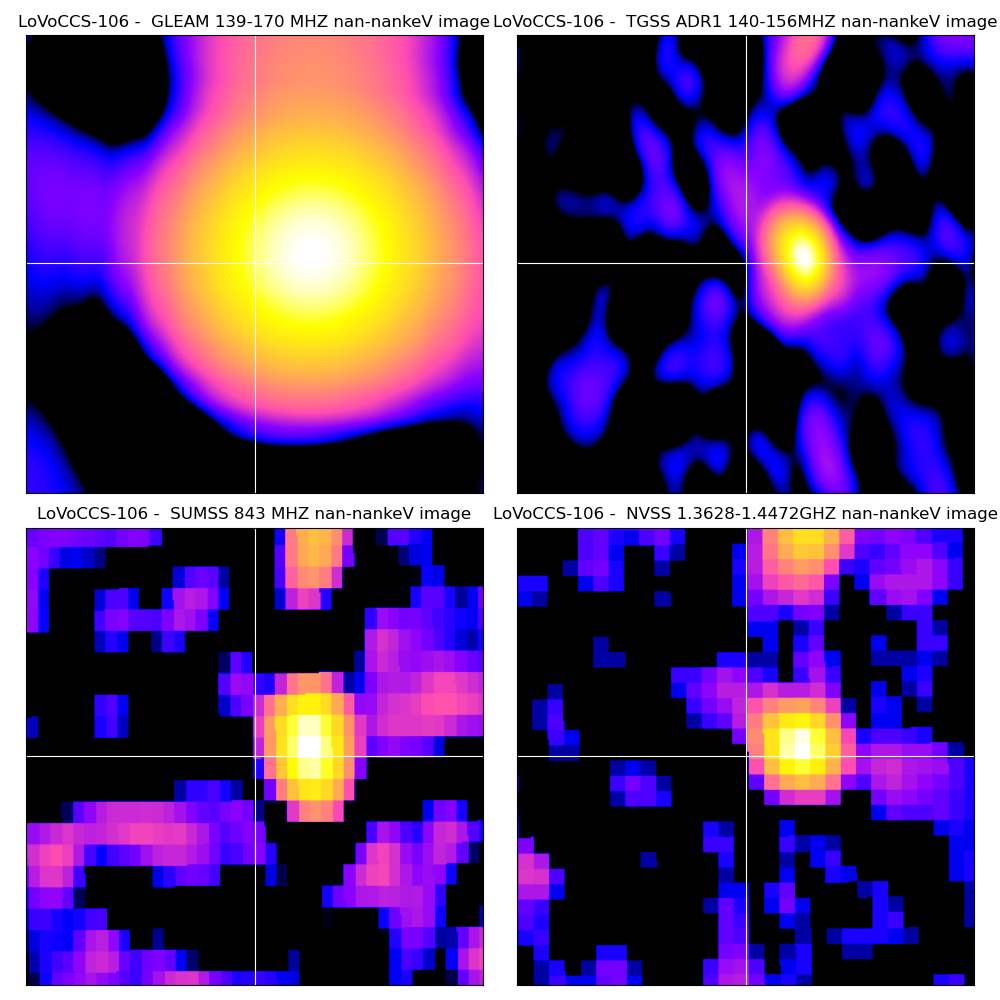 LoVoCCS-106 - GLEAM 139-170 MHZ nan-nankeV image
LoVoCCS-106 - TGSS ADR1 140-156MHZ nan-nankeV image
LoVoCCS-106 - SUMSS 843 MHZ nan-nankeV image
LoVoCCS-106 - NVSS 1.3628-1.4472GHZ nan-nankeV image